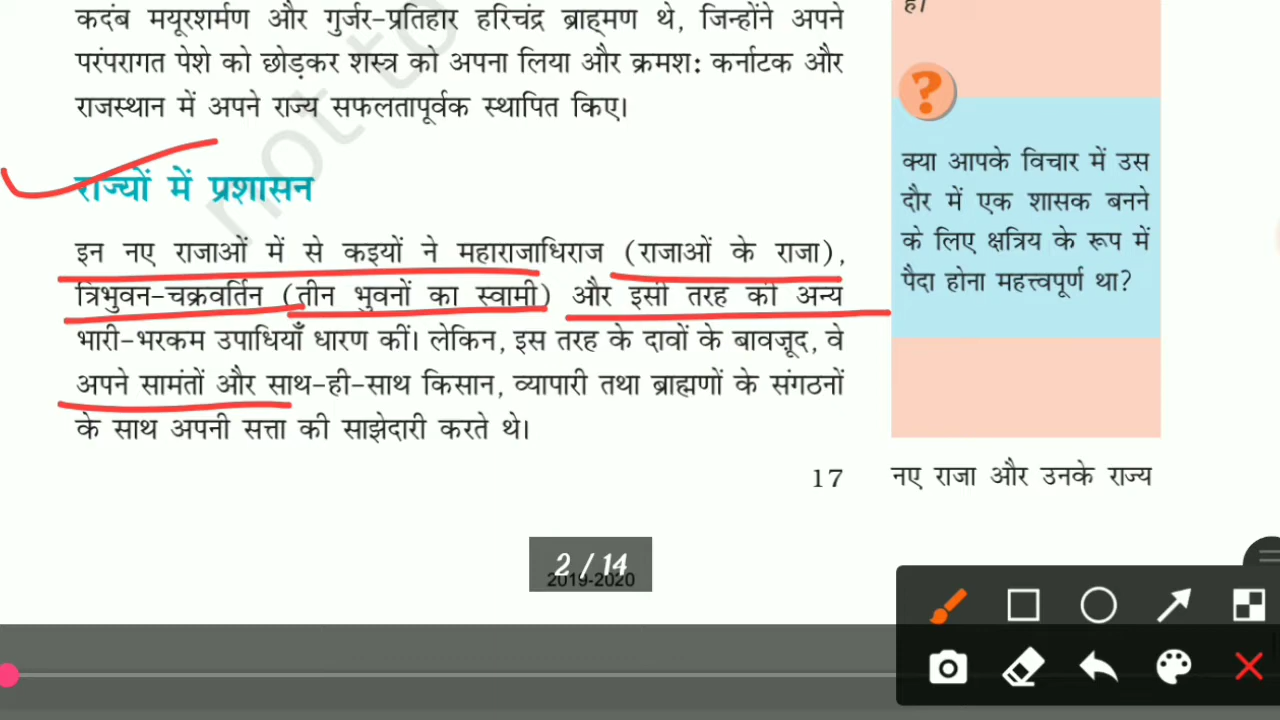 कदंब मयूरशर्मण और गुर्जर-प्रतिहार हरिचंद्र ब्राह्मण थे, जिन्होंने अपने
परंपरागत पेशे को छोड़कर शस्त्र को अपना लिया और क्रमश: कर्नाटक और
राजस्थान में अपने राज्य सफलतापूर्वक स्थापित किए।
not to
राज्यों में प्रशासन
इन नए राजाओं में से कइयों ने महाराजाधिराज (राजाओं के राजा),
त्रिभुवन-चक्रवर्तिन (तीन भुवनों का स्वामी) और इसी तरह की अन्य
भारी-भरकम उपाधियाँ धारण कीं। लेकिन, इस तरह के दावों के बावजूद, वे
अपने सामंतों और साथ-ही-साथ किसान, व्यापारी तथा ब्राह्मणों के संगठनों
के साथ अपनी सत्ता की साझेदारी करते थे।
है।
?
क्या आपके विचार में उस
दौर में एक शासक बनने
के लिए क्षत्रिय के रूप में
पैदा होना महत्त्वपूर्ण था?
17 नए राजा और उनके राज्य
2 / 14
2019-2020